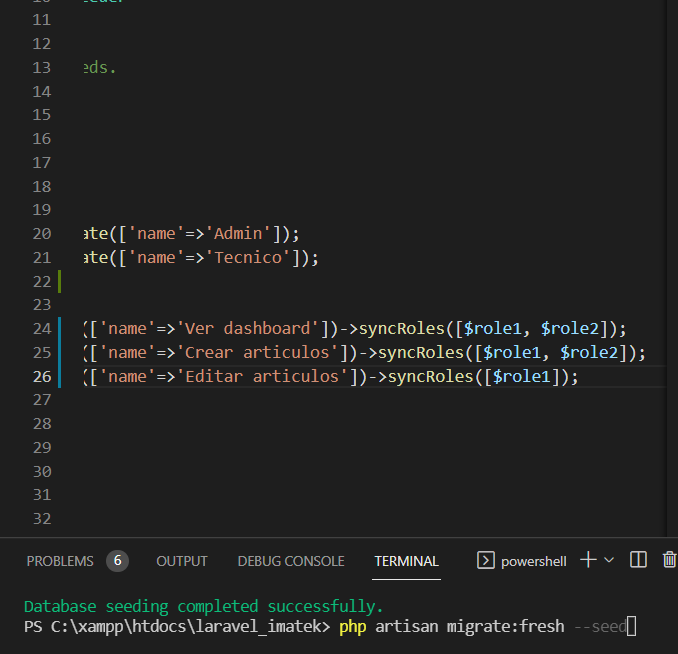 11
12
13 eds.
14
15
16
17
18
19
20 ate(['name'=>'Admin']);
21 ate(['name'=>'Tecnico']);
22
23
24 (['name'=>'Ver dashboard'])->syncRoles([$role1, $role2]);
25 (['name'=>'Crear articulos'])->syncRoles([$role1, $role2]);
26 (['name'=>'Editar articulos'])->syncRoles([$role1]);
27
28
29
30
31
32
PROBLEMS 6 OUTPUT DEBUG CONSOLE TERMINAL powershell
Database seeding completed successfully.
PS C:\xampp\htdocs\laravel_imatek> php artisan migrate:fresh --seed